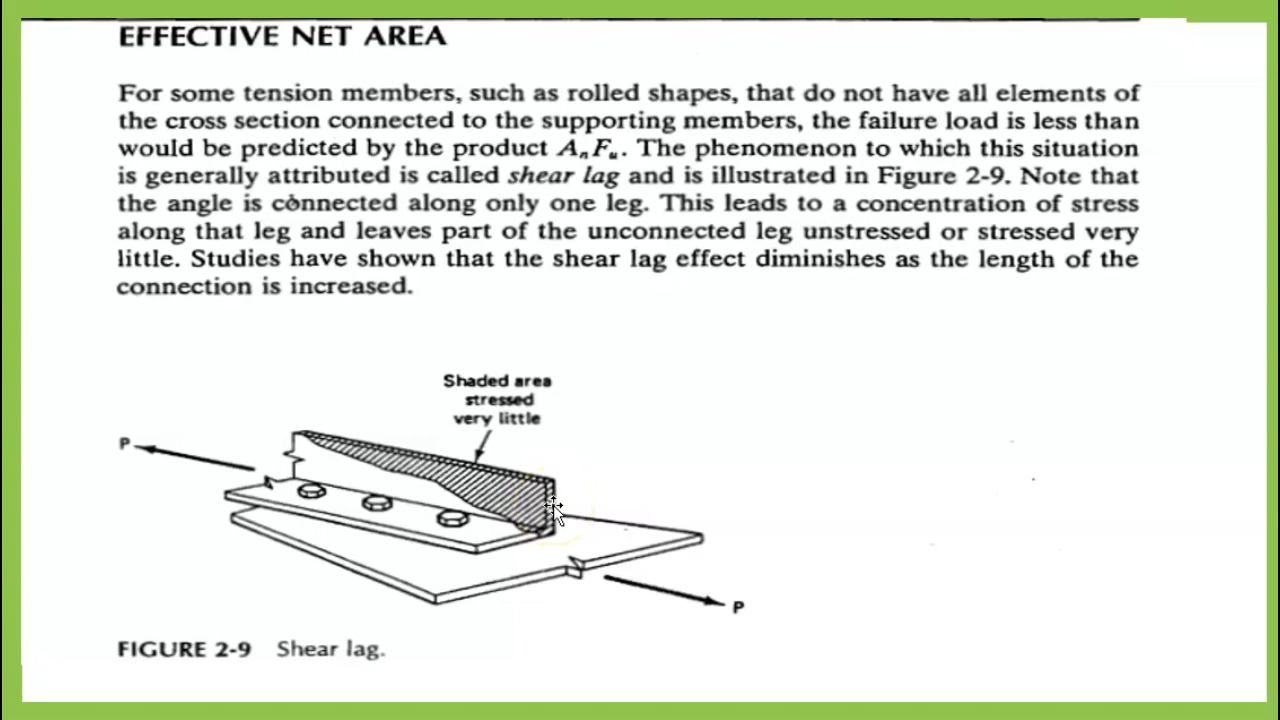 EFFECTIVE NET AREA
For some tension members, such as rolled shapes, that do not have all elements of
the cross section connected to the supporting members, the failure load is less than
would be predicted by the product AₙFᵤ. The phenomenon to which this situation
is generally attributed is called shear lag and is illustrated in Figure 2-9. Note that
the angle is connected along only one leg. This leads to a concentration of stress
along that leg and leaves part of the unconnected leg unstressed or stressed very
little. Studies have shown that the shear lag effect diminishes as the length of the
connection is increased.
Shaded area
stressed
very little
P
P
FIGURE 2-9 Shear lag.